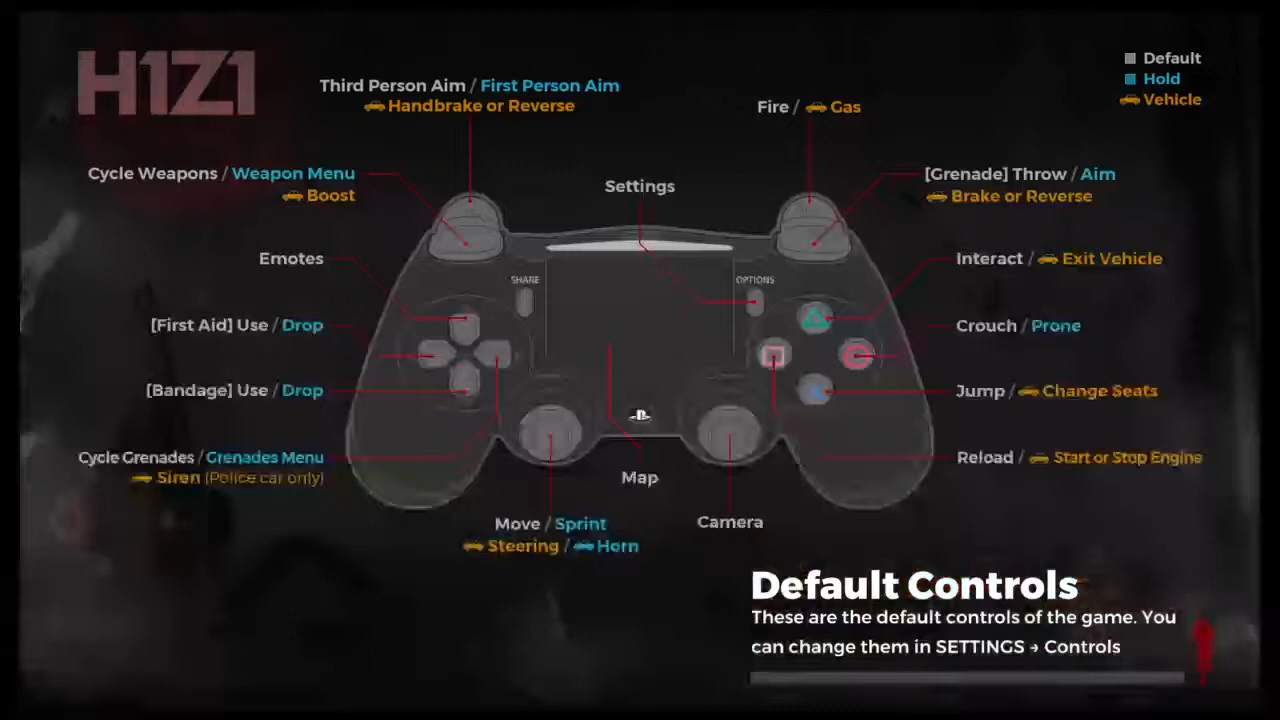 H1Z1
Default
Hold
Vehicle
Third Person Aim / First Person Aim
Handbrake or Reverse
Fire / Gas
Cycle Weapons / Weapon Menu
Boost
Settings
[Grenade] Throw / Aim
Brake or Reverse
Emotes
Interact / Exit Vehicle
SHARE
OPTIONS
[First Aid] Use / Drop
Crouch / Prone
[Bandage] Use / Drop
Jump / Change Seats
Cycle Grenades / Grenades Menu
Siren (Police car only)
Reload / Start or Stop Engine
Map
Move / Sprint
Steering / Horn
Camera
Default Controls
These are the default controls of the game. You
can change them in SETTINGS → Controls